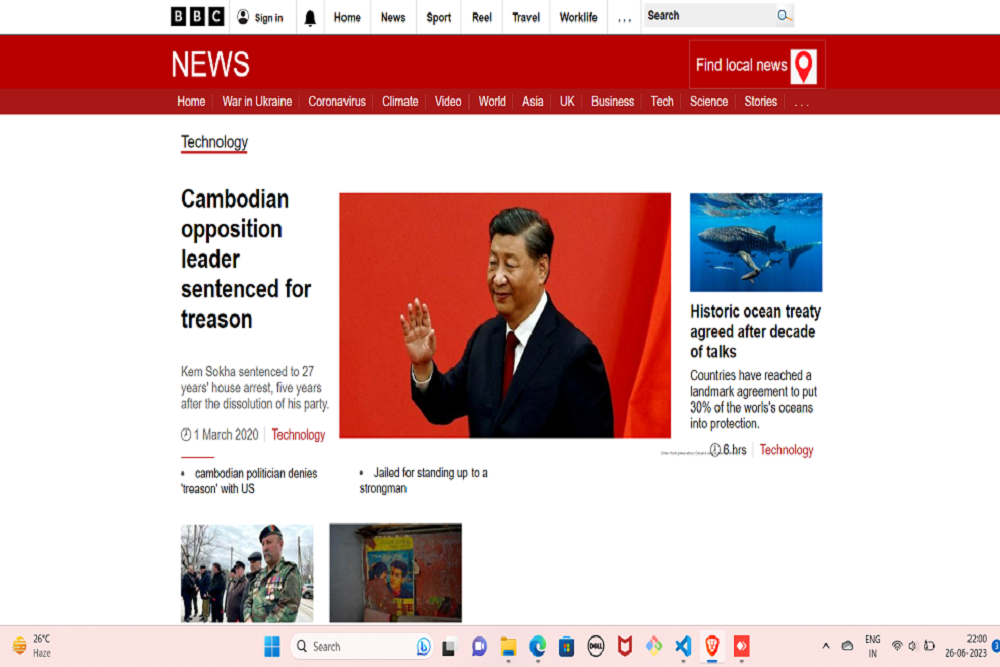 BBC Sign in Home News Sport Reel Travel Worklife ... Search
NEWS
Find local news
Home War in Ukraine Coronavirus Climate Video World Asia UK Business Tech Science Stories ...
Technology
Cambodian
opposition
leader
sentenced for
treason
Kem Sokha sentenced to 27
years' house arrest, five years
after the dissolution of his party.
1 March 2020 Technology
cambodian politician denies
'treason' with US
Jailed for standing up to a
strongman
Historic ocean treaty
agreed after decade
of talks
Countries have reached a
landmark agreement to put
30% of the world's oceans
into protection.
6 hrs Technology
26°C
Haze
Search
DELL
ENG
IN
22:00
26-06-2023